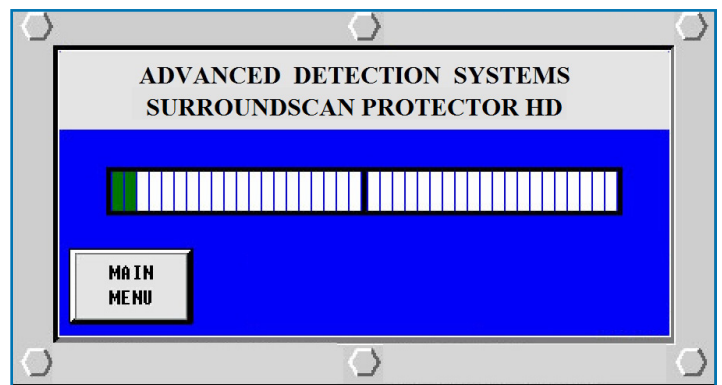 ADVANCED DETECTION SYSTEMS
SURROUNDSCAN PROTECTOR HD
MAIN
MENU